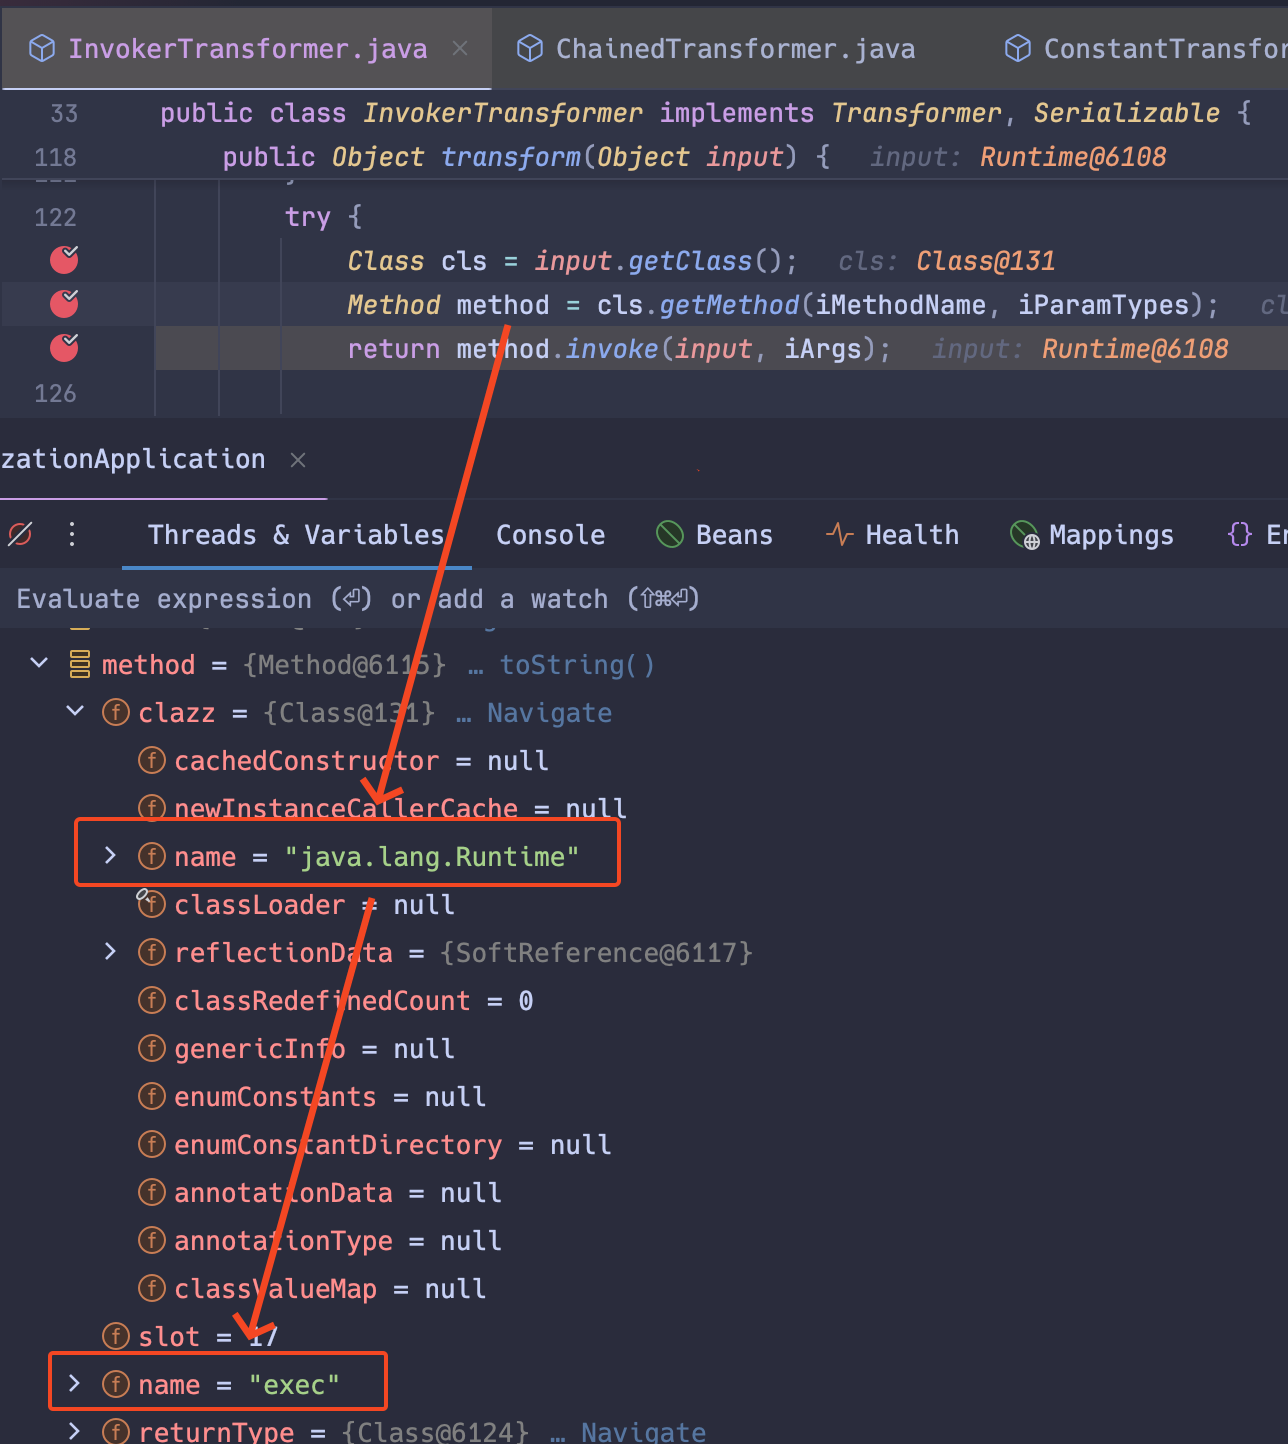 InvokerTransformer.java × ChainedTransformer.java ConstantTransfor
33 public class InvokerTransformer implements Transformer, Serializable {
118 public Object transform(Object input) { input: Runtime@6108
122 try {
Class cls = input.getClass(); cls: Class@131
Method method = cls.getMethod(iMethodName, iParamTypes); cl
return method.invoke(input, iArgs); input: Runtime@6108
126
zationApplication ×
Threads & Variables Console Beans Health Mappings {} En
Evaluate expression (⏎) or add a watch (⇧⌘⏎)
method = {Method@6115} … toString()
clazz = {Class@131} … Navigate
cachedConstructor = null
newInstanceCallerCache = null
name = "java.lang.Runtime"
classLoader = null
reflectionData = {SoftReference@6117}
classRedefinedCount = 0
genericInfo = null
enumConstants = null
enumConstantDirectory = null
annotationData = null
annotationType = null
classValueMap = null
slot = 17
name = "exec"
returnType = {Class@6124} … Navigate